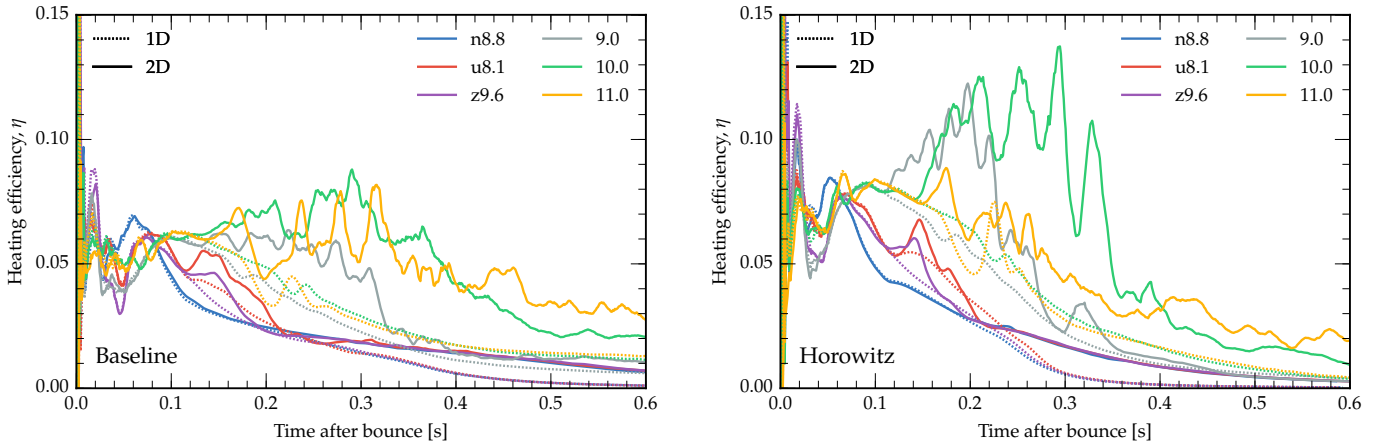 0.15
0.10
0.05
0.00
Heating efficiency, η
1D
2D
n8.8
u8.1
z9.6
9.0
10.0
11.0
Baseline
0.0 0.1 0.2 0.3 0.4 0.5 0.6
Time after bounce [s]
0.15
0.10
0.05
0.00
Heating efficiency, η
1D
2D
n8.8
u8.1
z9.6
9.0
10.0
11.0
Horowitz
0.0 0.1 0.2 0.3 0.4 0.5 0.6
Time after bounce [s]